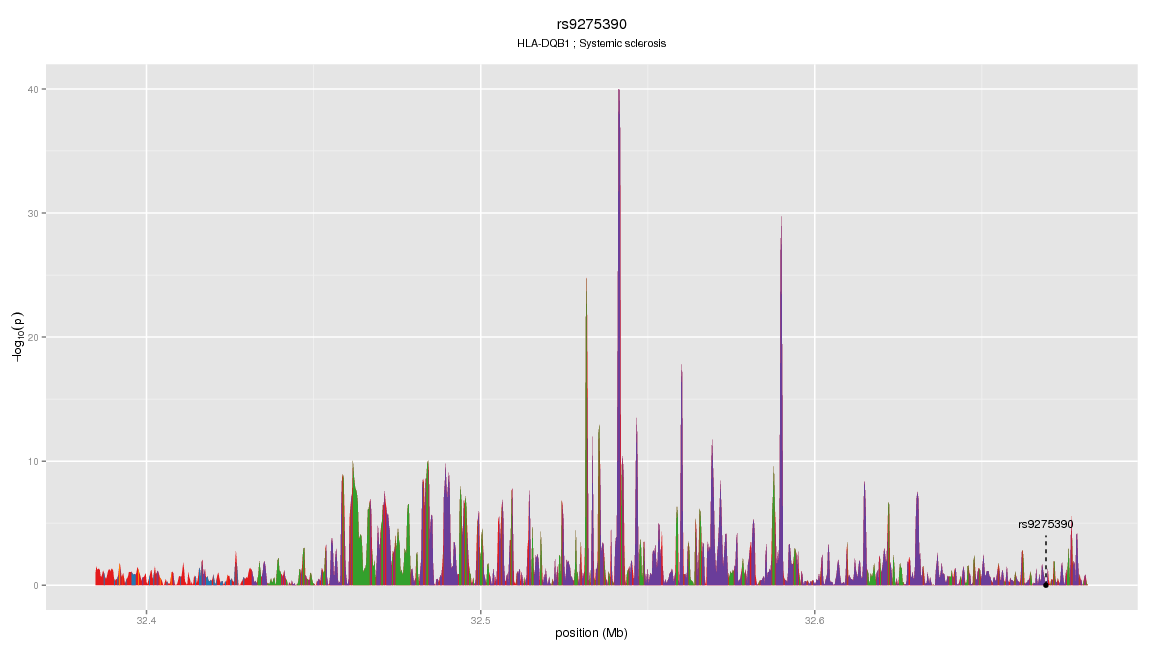 rs9275390
HLA-DQB1 ; Systemic sclerosis
40
30
20
10
0
−log10(p)
rs9275390
32.4
32.5
32.6
position (Mb)